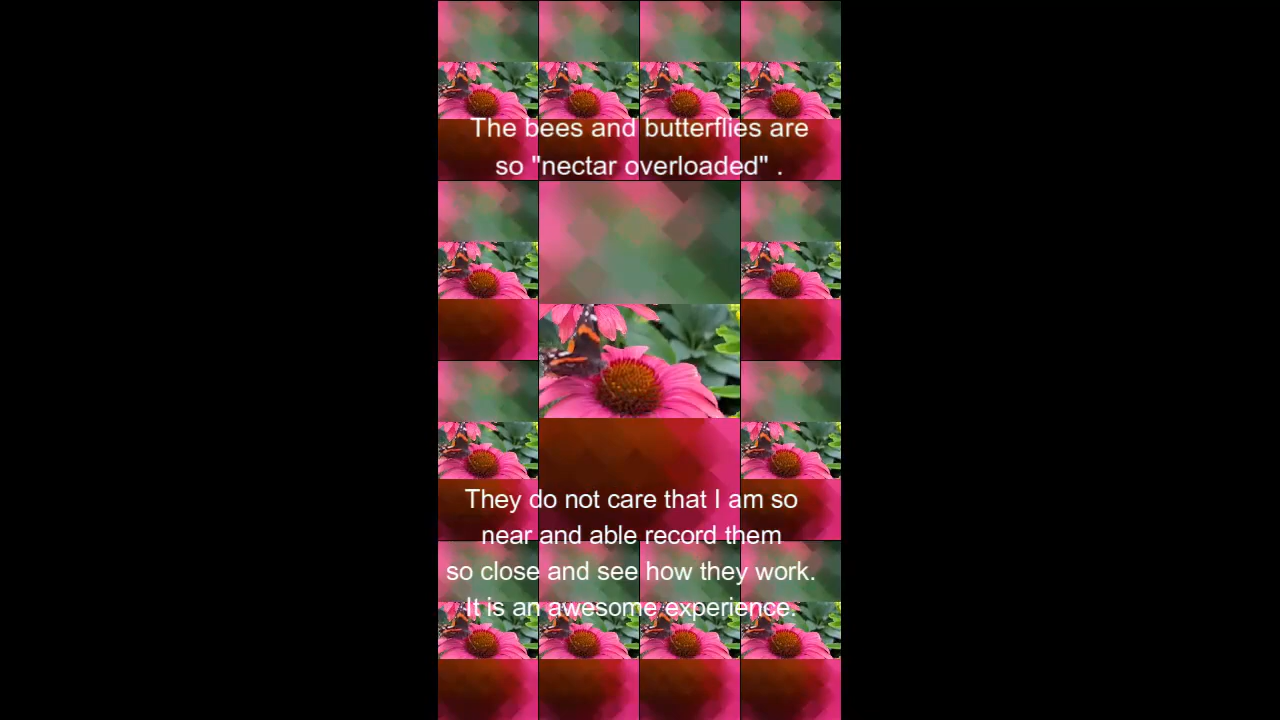 The bees and butterflies are
so "nectar overloaded" .
They do not care that I am so
near and able record them
so close and see how they work.
It is an awesome experience.